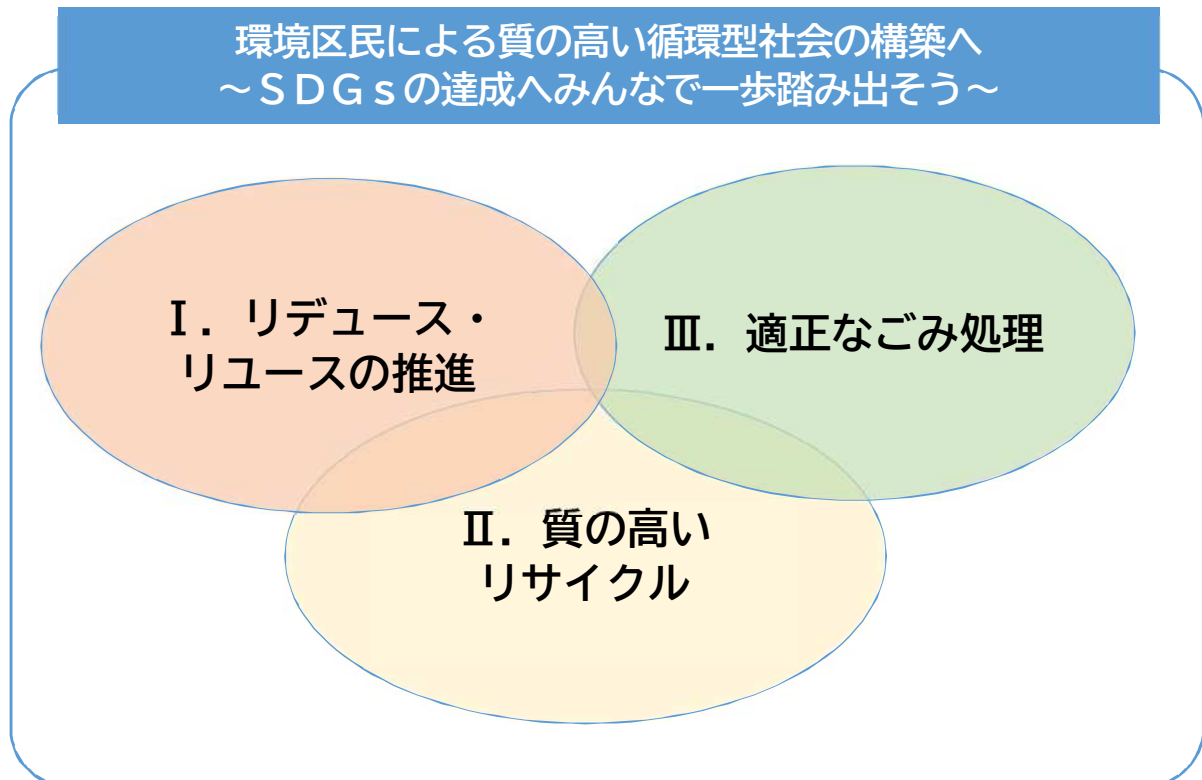 環境区民による質の高い循環型社会の構築へ
～ＳＤＧｓの達成へみんなで一歩踏み出そう～
Ⅰ．リデュース・
リユースの推進
Ⅲ．適正なごみ処理
Ⅱ．質の高い
リサイクル